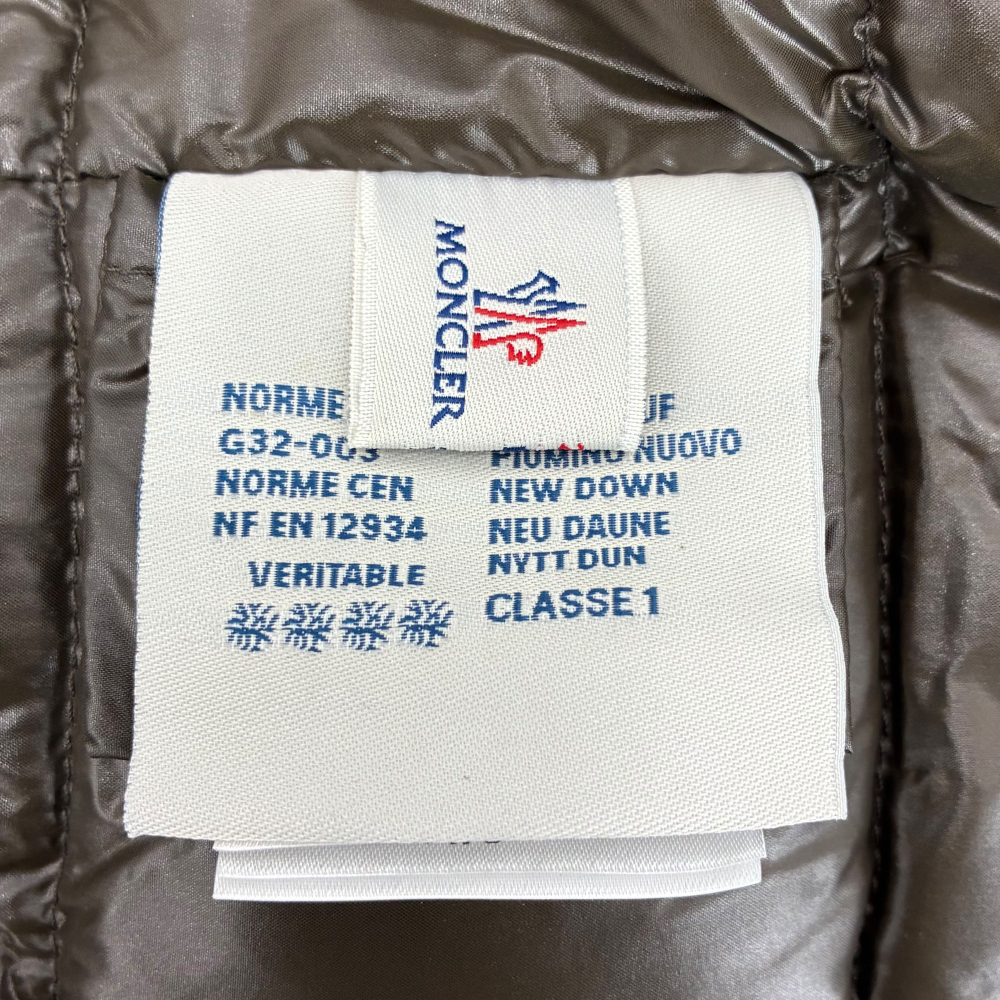 MONCLER
NORME
G32-003
NORME CEN
NF EN 12934
VERITABLE
PIUMINO NUOVO
NEW DOWN
NEU DAUNE
NYTT DUN
CLASSE 1